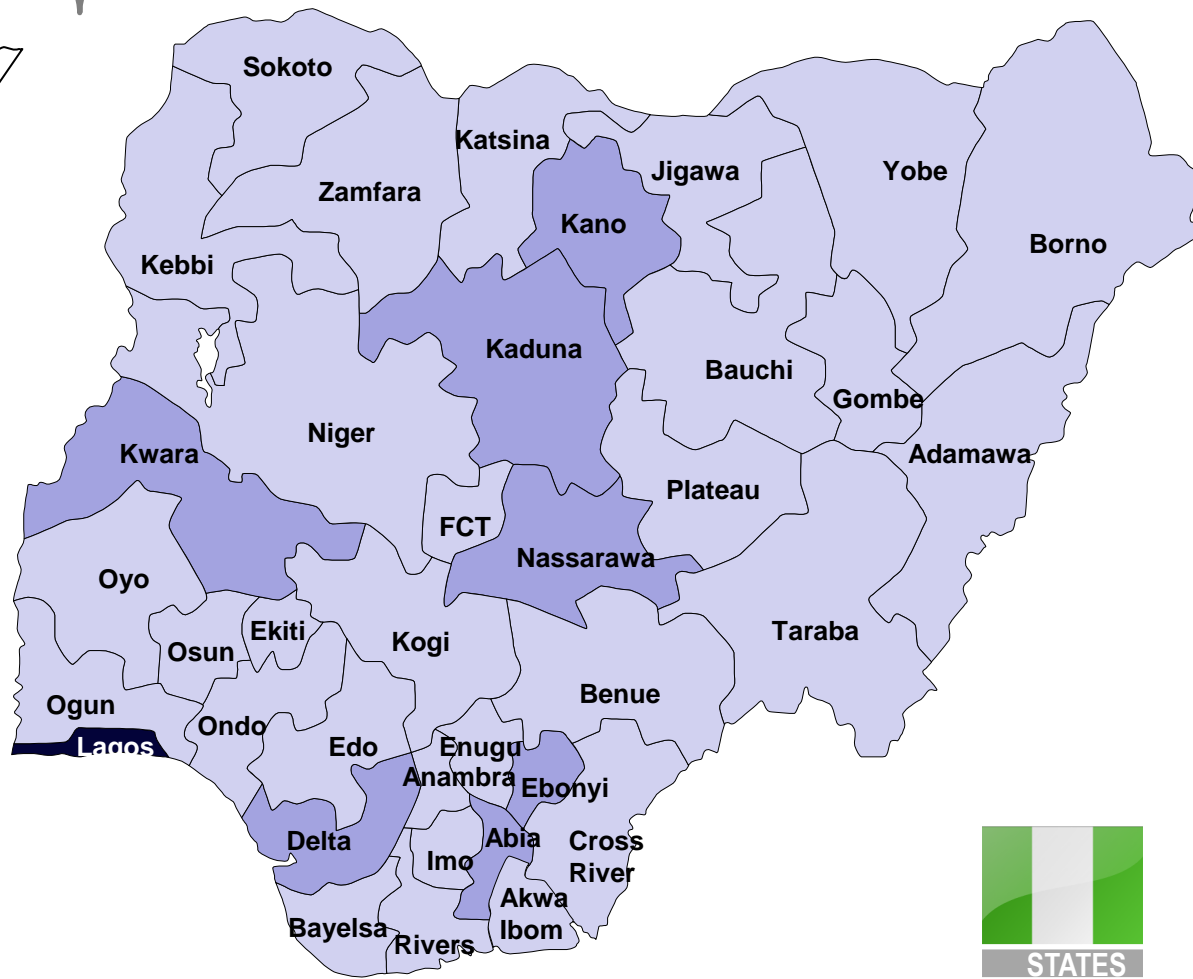 Sokoto
Katsina
Jigawa
Yobe
Zamfara
Kano
Borno
Kebbi
Kaduna
Bauchi
Gombe
Niger
Kwara
Adamawa
Plateau
FCT
Nassarawa
Oyo
Taraba
Ekiti
Kogi
Osun
Benue
Ogun
Ondo
Lagos
Edo
Enugu
Anambra
Ebonyi
Delta
Abia
Cross
River
Imo
Akwa
Ibom
Bayelsa
Rivers
STATES